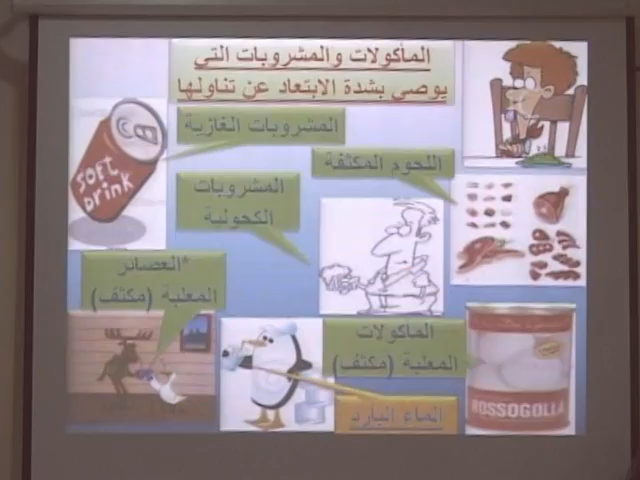 المأكولات والمشروبات التي
يوصي بشدة الابتعاد عن تناولها
المشروبات الغازية
SOFT
DRINK
اللحوم المكثفة
المشروبات
الكحولية
*العصائر
المعلبة (مكثف)
المأكولات
المعلبة (مكثف)
ROSSOGOLLA
الماء البارد